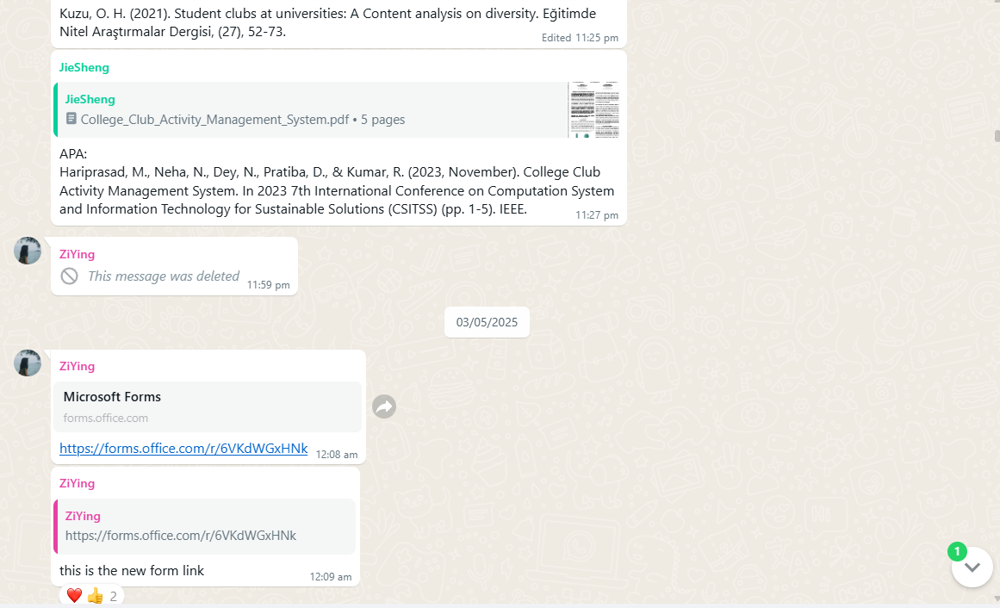 Kuzu, O. H. (2021). Student clubs at universities: A Content analysis on diversity. Eğitimde
Nitel Araştırmalar Dergisi, (27), 52-73.
Edited 11:25 pm
JieSheng
JieSheng
College_Club_Activity_Management_System.pdf • 5 pages
APA:
Hariprasad, M., Neha, N., Dey, N., Pratiba, D., & Kumar, R. (2023, November). College Club
Activity Management System. In 2023 7th International Conference on Computation System
and Information Technology for Sustainable Solutions (CSITSS) (pp. 1-5). IEEE.
11:27 pm
ZiYing
This message was deleted
11:59 pm
03/05/2025
ZiYing
Microsoft Forms
forms.office.com
https://forms.office.com/r/6VKdWGxHNk
12:08 am
ZiYing
ZiYing
https://forms.office.com/r/6VKdWGxHNk
this is the new form link
12:09 am
2
1